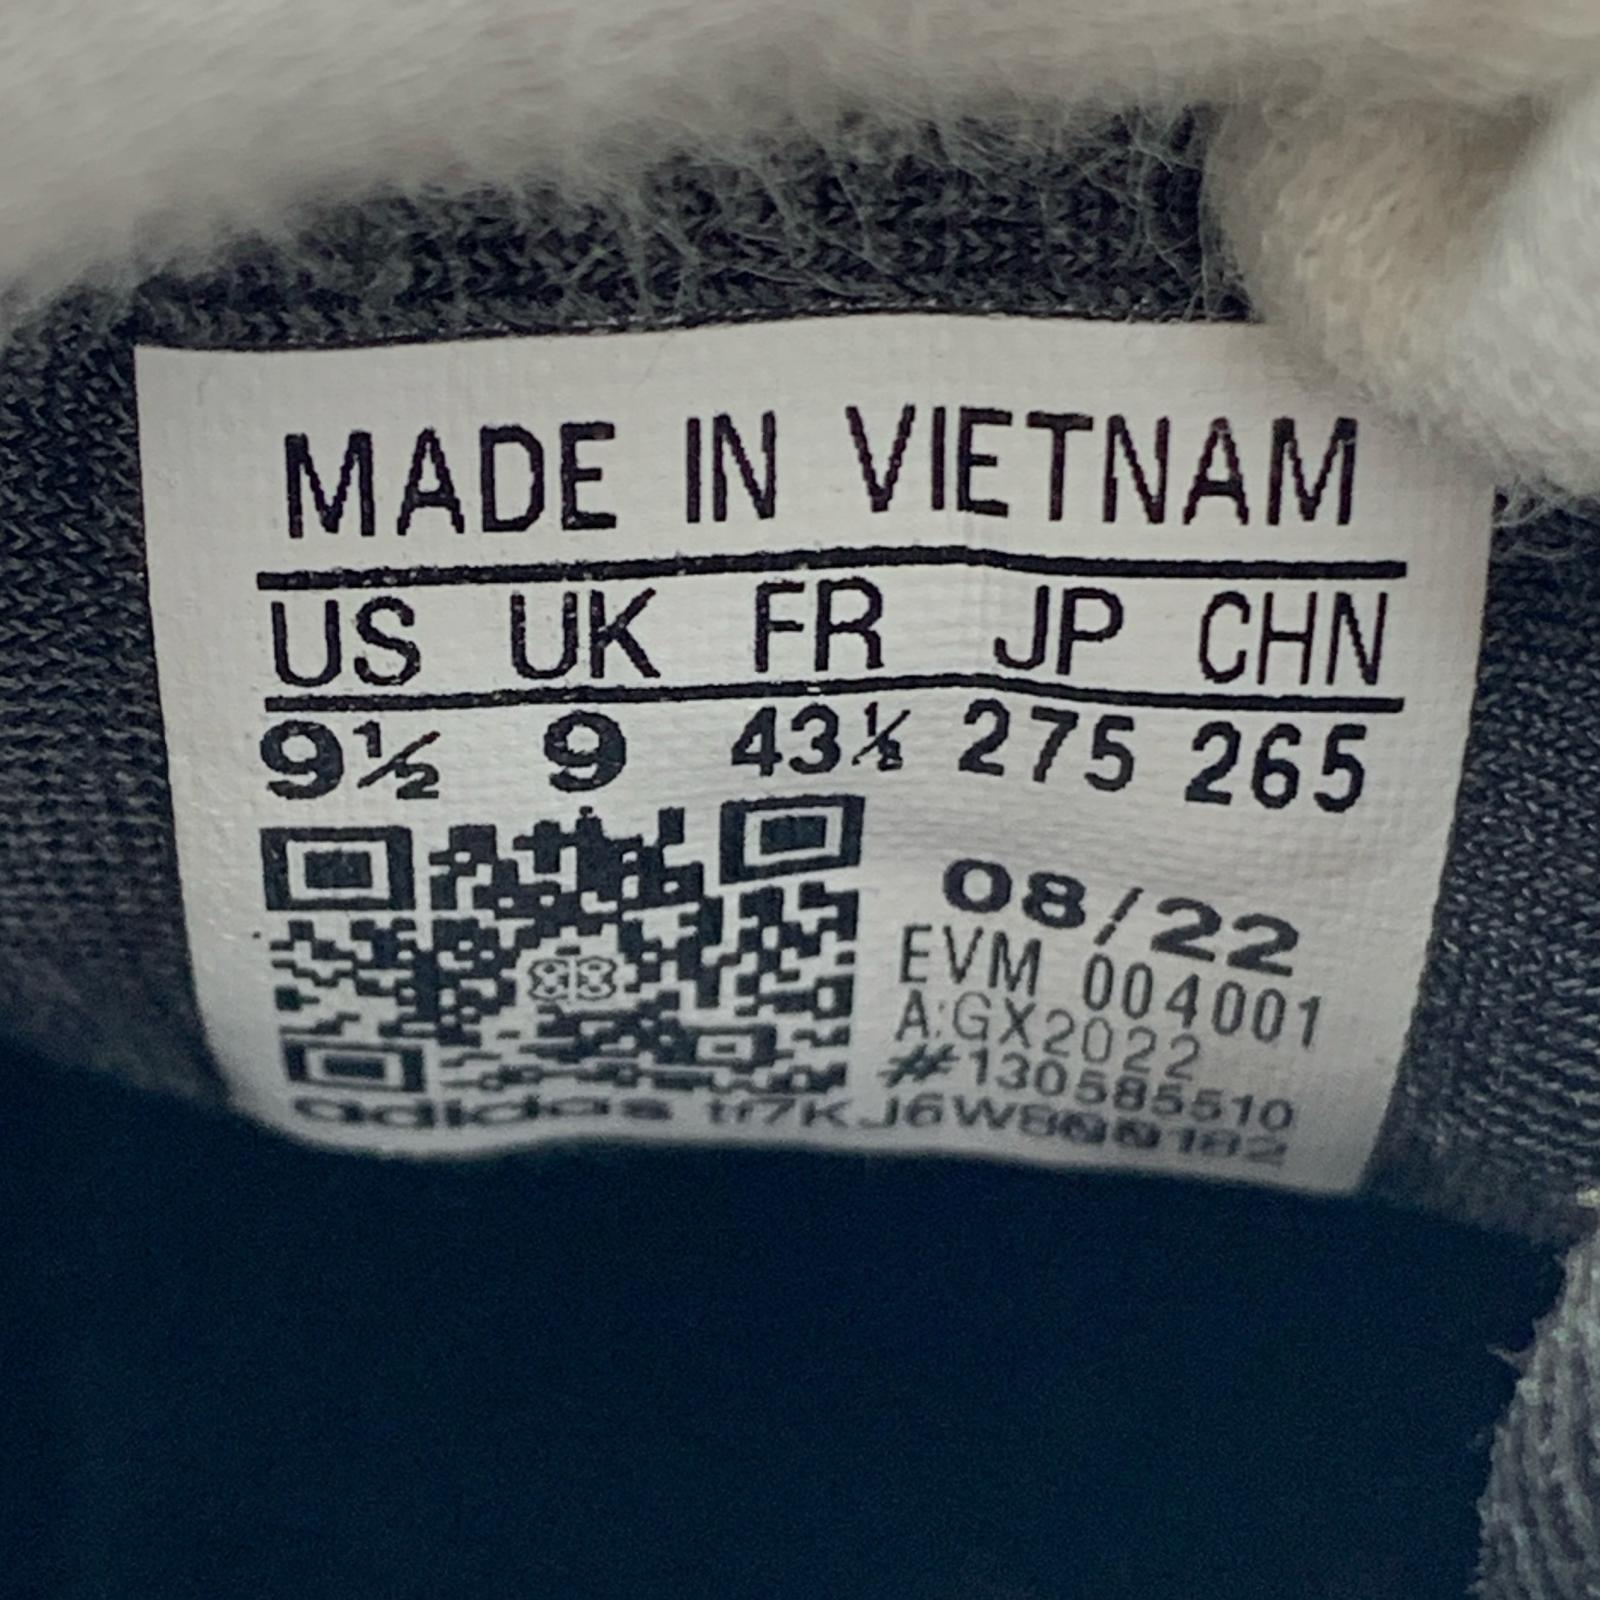 MADE IN VIETNAM
US UK FR JP CHN
9½ 9 43⅓ 275 265
08/22
EVM 004001
A:GX2022
#130585510
adidas